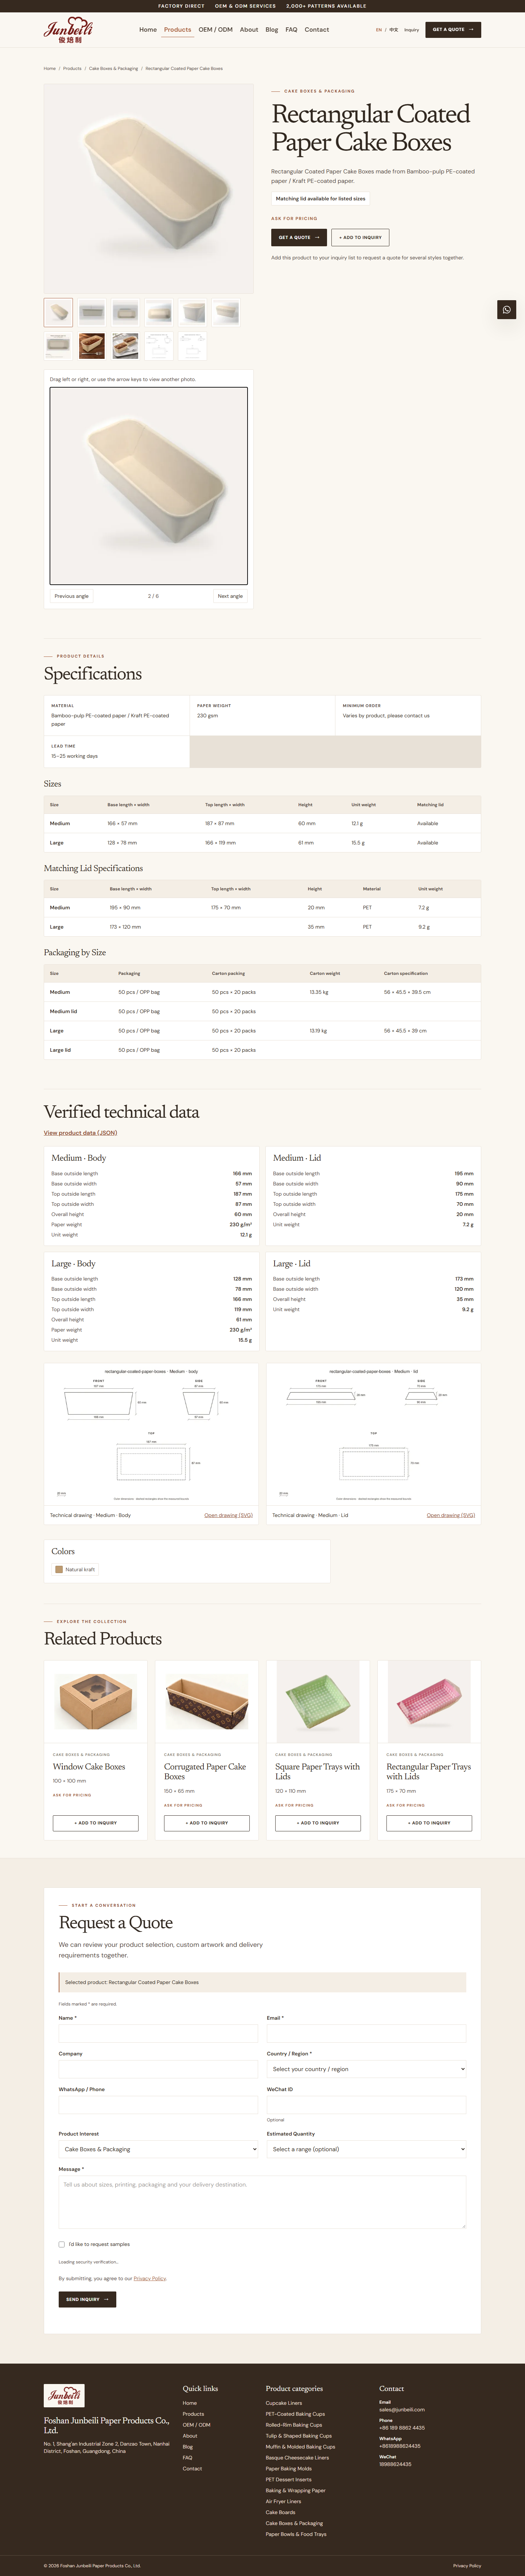 FACTORY DIRECT OEM & ODM SERVICES 2,000+ PATTERNS AVAILABLE
Junbeili
俊焙制
Home Products OEM / ODM About Blog FAQ Contact
EN / 中文 Inquiry GET A QUOTE →
Home / Products / Cake Boxes & Packaging / Rectangular Coated Paper Cake Boxes
CAKE BOXES & PACKAGING
Rectangular Coated
Paper Cake Boxes
Rectangular Coated Paper Cake Boxes made from Bamboo-pulp PE-coated
paper / Kraft PE-coated paper.
Matching lid available for listed sizes
ASK FOR PRICING
GET A QUOTE → + ADD TO INQUIRY
Add this product to your inquiry list to request a quote for several styles together.
Drag left or right, or use the arrow keys to view another photo.
Previous angle 2 / 6 Next angle
PRODUCT DETAILS
Specifications
MATERIAL PAPER WEIGHT MINIMUM ORDER
Bamboo-pulp PE-coated paper / Kraft PE-coated 230 gsm Varies by product, please contact us
paper
LEAD TIME
15–25 working days
Sizes
Size Base length × width Top length × width Height Unit weight Matching lid
Medium 166 × 57 mm 187 × 87 mm 60 mm 12.1 g Available
Large 128 × 78 mm 166 × 119 mm 61 mm 15.5 g Available
Matching Lid Specifications
Size Base length × width Top length × width Height Material Unit weight
Medium 195 × 90 mm 175 × 70 mm 20 mm PET 7.2 g
Large 173 × 120 mm 35 mm PET 9.2 g
Packaging by Size
Size Packaging Carton packing Carton weight Carton specification
Medium 50 pcs / OPP bag 50 pcs × 20 packs 13.35 kg 56 × 45.5 × 39.5 cm
Medium lid 50 pcs / OPP bag 50 pcs × 20 packs
Large 50 pcs / OPP bag 50 pcs × 20 packs 13.19 kg 56 × 45.5 × 39 cm
Large lid 50 pcs / OPP bag 50 pcs × 20 packs
Verified technical data
View product data (JSON)
Medium · Body
Base outside length 166 mm
Base outside width 57 mm
Top outside length 187 mm
Top outside width 87 mm
Overall height 60 mm
Paper weight 230 g/m²
Unit weight 12.1 g
Medium · Lid
Base outside length 195 mm
Base outside width 90 mm
Top outside length 175 mm
Top outside width 70 mm
Overall height 20 mm
Unit weight 7.2 g
Large · Body
Base outside length 128 mm
Base outside width 78 mm
Top outside length 166 mm
Top outside width 119 mm
Overall height 61 mm
Paper weight 230 g/m²
Unit weight 15.5 g
Large · Lid
Base outside length 173 mm
Base outside width 120 mm
Overall height 35 mm
Unit weight 9.2 g
rectangular-coated-paper-boxes · Medium · body
FRONT SIDE
TOP
Technical drawing · Medium · Body Open drawing (SVG)
rectangular-coated-paper-boxes · Medium · lid
FRONT SIDE
TOP
Technical drawing · Medium · Lid Open drawing (SVG)
Colors
Natural kraft
EXPLORE THE COLLECTION
Related Products
CAKE BOXES & PACKAGING
Window Cake Boxes
100 × 100 mm
ASK FOR PRICING
+ ADD TO INQUIRY
CAKE BOXES & PACKAGING
Corrugated Paper Cake
Boxes
150 × 65 mm
ASK FOR PRICING
+ ADD TO INQUIRY
CAKE BOXES & PACKAGING
Square Paper Trays with
Lids
120 × 110 mm
ASK FOR PRICING
+ ADD TO INQUIRY
CAKE BOXES & PACKAGING
Rectangular Paper Trays
with Lids
175 × 70 mm
ASK FOR PRICING
+ ADD TO INQUIRY
START A CONVERSATION
Request a Quote
We can review your product selection, custom artwork and delivery
requirements together.
Selected product: Rectangular Coated Paper Cake Boxes
Fields marked * are required
Name * Email *
Company Country / Region *
Select your country / region
WhatsApp / Phone WeChat ID
Optional
Product Interest Estimated Quantity
Cake Boxes & Packaging Select a range (optional)
Message *
Tell us about sizes, printing, packaging and your delivery destination.
I'd like to request samples
Loading security verification…
By submitting, you agree to our Privacy Policy.
SEND INQUIRY →
Junbeili
俊焙制
Foshan Junbeili Paper Products Co.,
Ltd.
No. 1, Shang'an Industrial Zone 2, Danzao Town, Nanhai
District, Foshan, Guangdong, China
Quick links
Home
Products
OEM / ODM
About
Blog
FAQ
Contact
Product categories
Cupcake Liners
PET-Coated Baking Cups
Rolled-Rim Baking Cups
Tulip & Shaped Baking Cups
Muffin & Molded Baking Cups
Basque Cheesecake Liners
Paper Baking Molds
PET Dessert Inserts
Baking & Wrapping Paper
Air Fryer Liners
Cake Boards
Cake Boxes & Packaging
Paper Bowls & Food Trays
Contact
Email
sales@junbeili.com
Phone
+86 189 8862 4435
WhatsApp
+8618988624435
WeChat
18988624435
© 2026 Foshan Junbeili Paper Products Co., Ltd. Privacy Policy